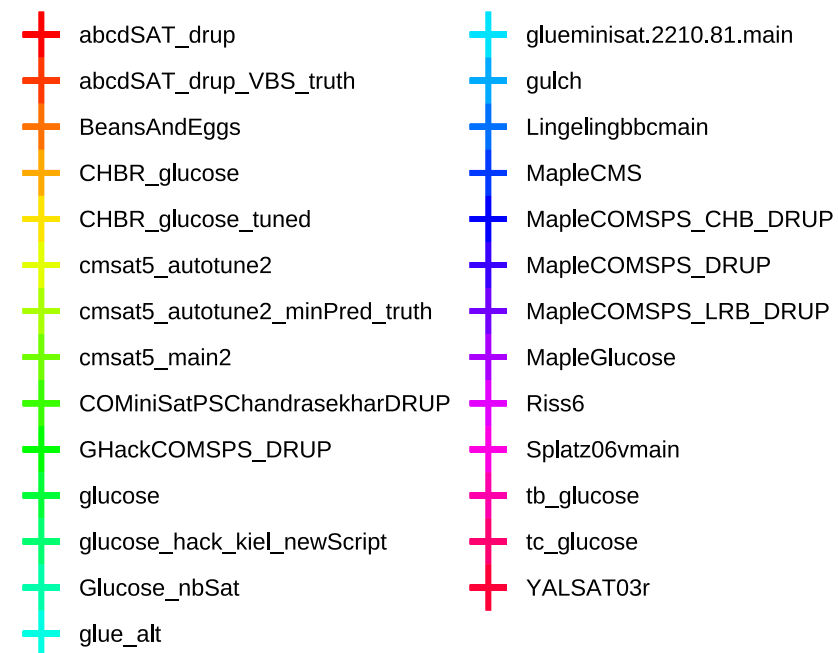 abcdSAT_drup
abcdSAT_drup_VBS_truth
BeansAndEggs
CHBR_glucose
CHBR_glucose_tuned
cmsat5_autotune2
cmsat5_autotune2_minPred_truth
cmsat5_main2
COMiniSatPSChandrasekharDRUP
GHackCOMSPS_DRUP
glucose
glucose_hack_kiel_newScript
Glucose_nbSat
glue_alt
glueminisat.2210.81.main
gulch
Lingelingbbcmain
MapleCMS
MapleCOMSPS_CHB_DRUP
MapleCOMSPS_DRUP
MapleCOMSPS_LRB_DRUP
MapleGlucose
Riss6
Splatz06vmain
tb_glucose
tc_glucose
YALSAT03r